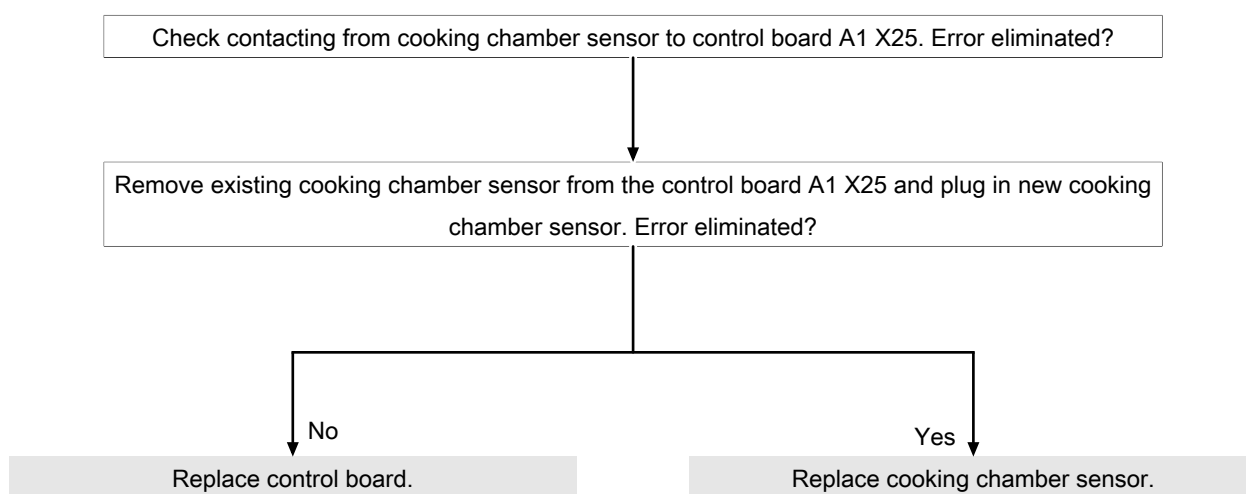 Check contacting from cooking chamber sensor to control board A1 X25. Error eliminated?
Remove existing cooking chamber sensor from the control board A1 X25 and plug in new cooking
chamber sensor. Error eliminated?
No
Yes
Replace control board.
Replace cooking chamber sensor.